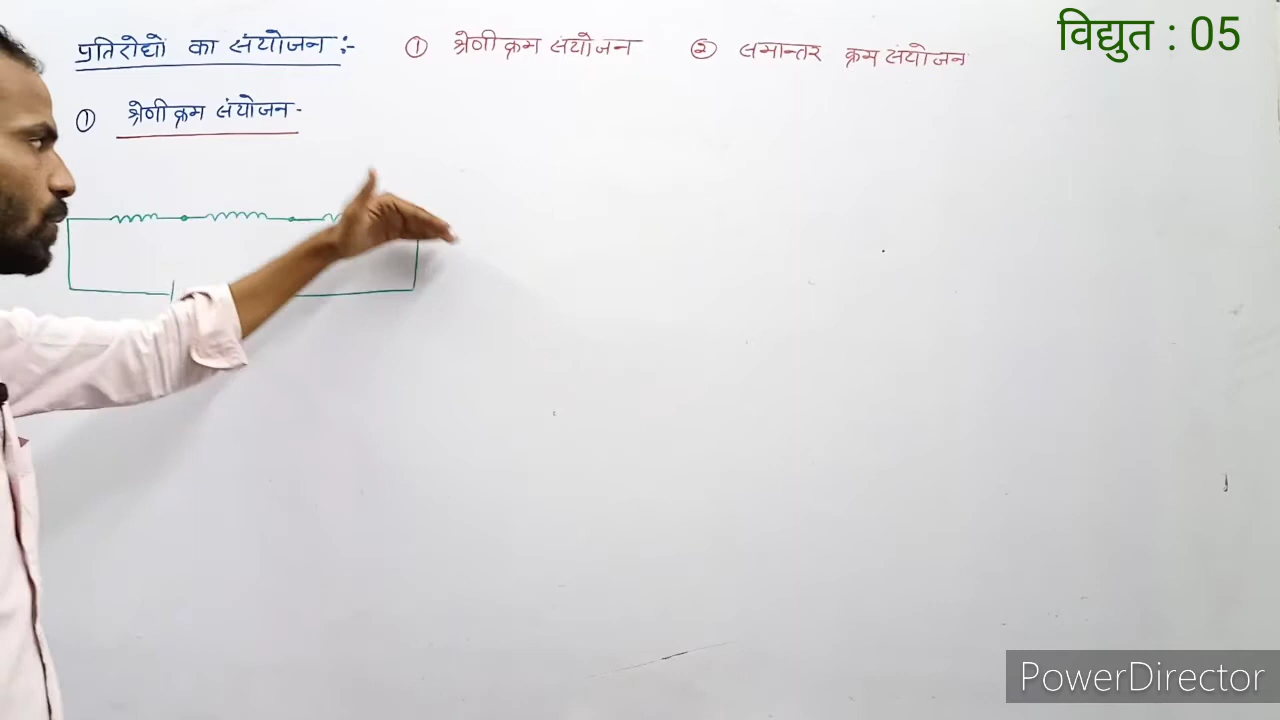 प्रतिरोधों का संयोजन :- ① श्रेणीक्रम संयोजन ② समान्तर क्रम संयोजन
विद्युत : 05
① श्रेणीक्रम संयोजन -
PowerDirector